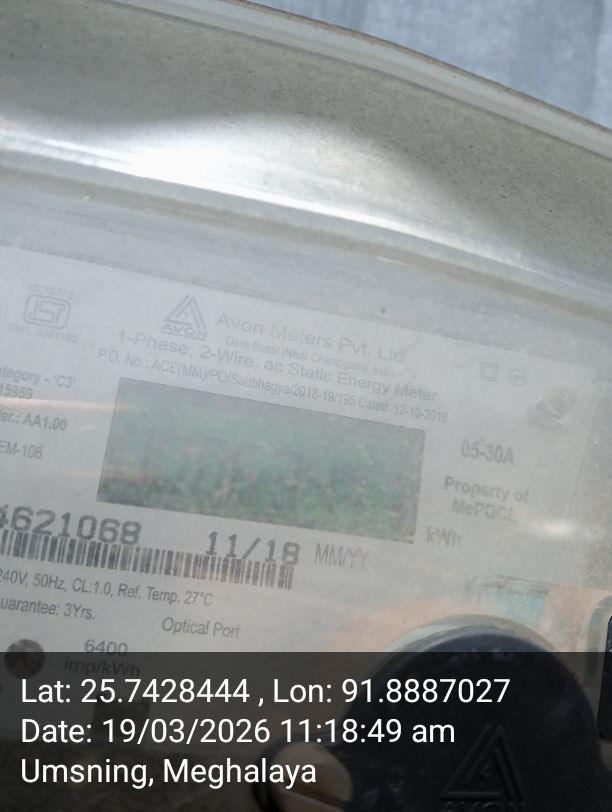 IS 13779
CM/L-9261180
AVON
Avon Meters Pvt. Ltd
Dera Bassi (Near Chandigarh), India
1-Phase, 2-Wire, ac Static Energy Meter
P.O. No.: ACE(MM)/PO/Saubhagya/2018-19/195 Dated: 12-10-2018
ategory - 'C3'
15959
er.: AA1.00
EM-106
05-30A
Property of
MePDCL
kWh
4621068
11/18 MM/YY
240V, 50Hz, CL:1.0, Ref. Temp. 27°C
uarantee: 3Yrs.
Optical Port
6400
imp/kWh
Lat: 25.7428444 , Lon: 91.8887027
Date: 19/03/2026 11:18:49 am
Umsning, Meghalaya